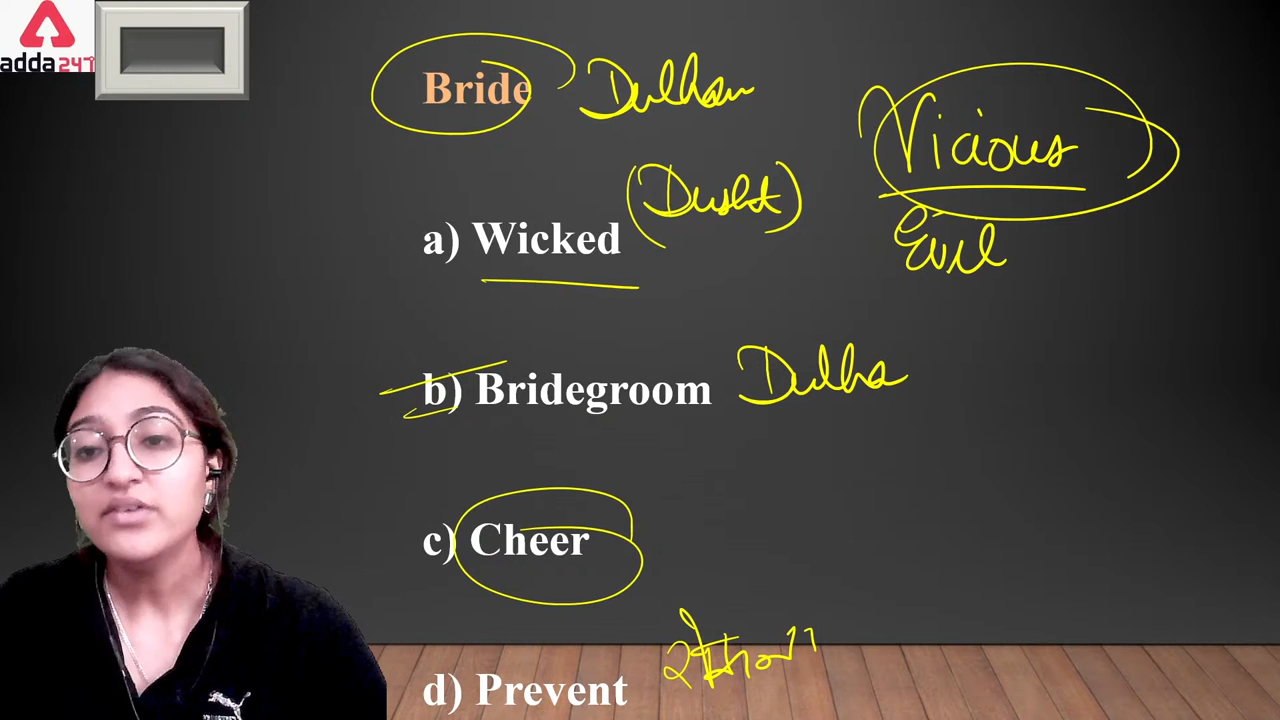 adda247
Bride Dulhan
Vicious
Evil
a) Wicked (Dusht)
b) Bridegroom Dulha
c) Cheer
d) Prevent